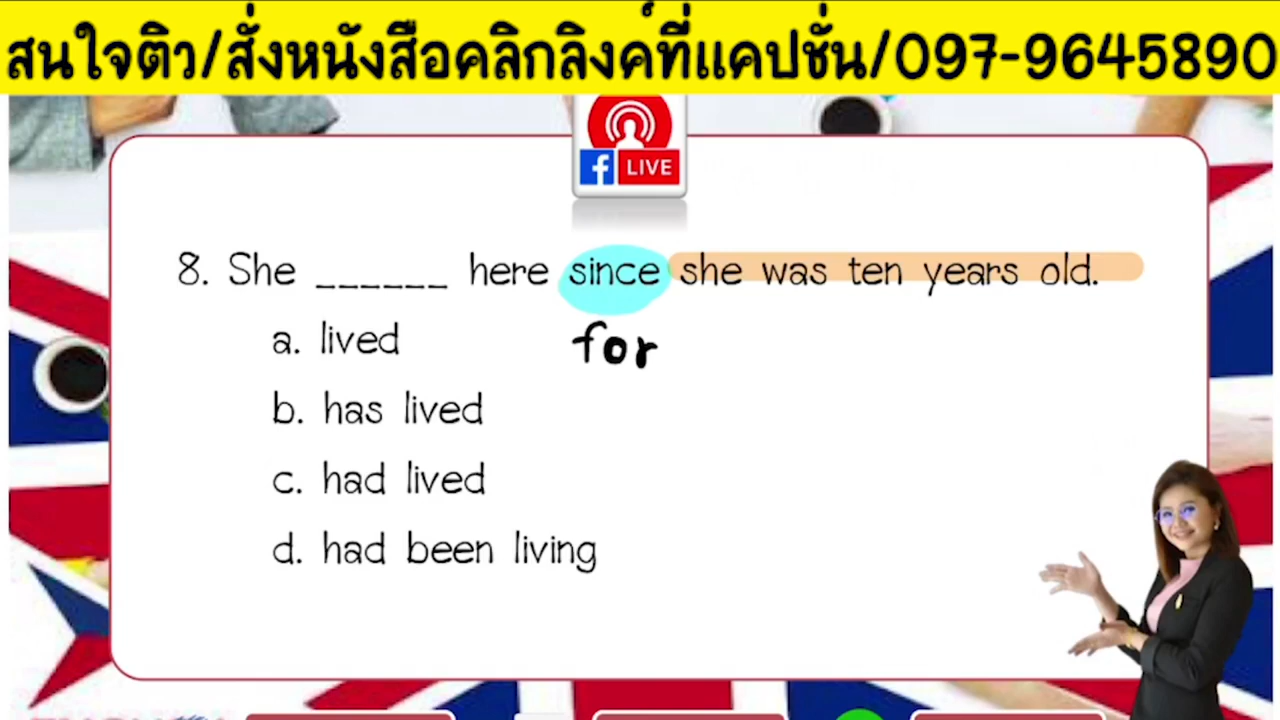 สนใจติว/สั่งหนังสือคลิกลิงค์ที่แคปชั่น/097-9645890
f LIVE
8. She ______ here since she was ten years old.
for
a. lived
b. has lived
c. had lived
d. had been living